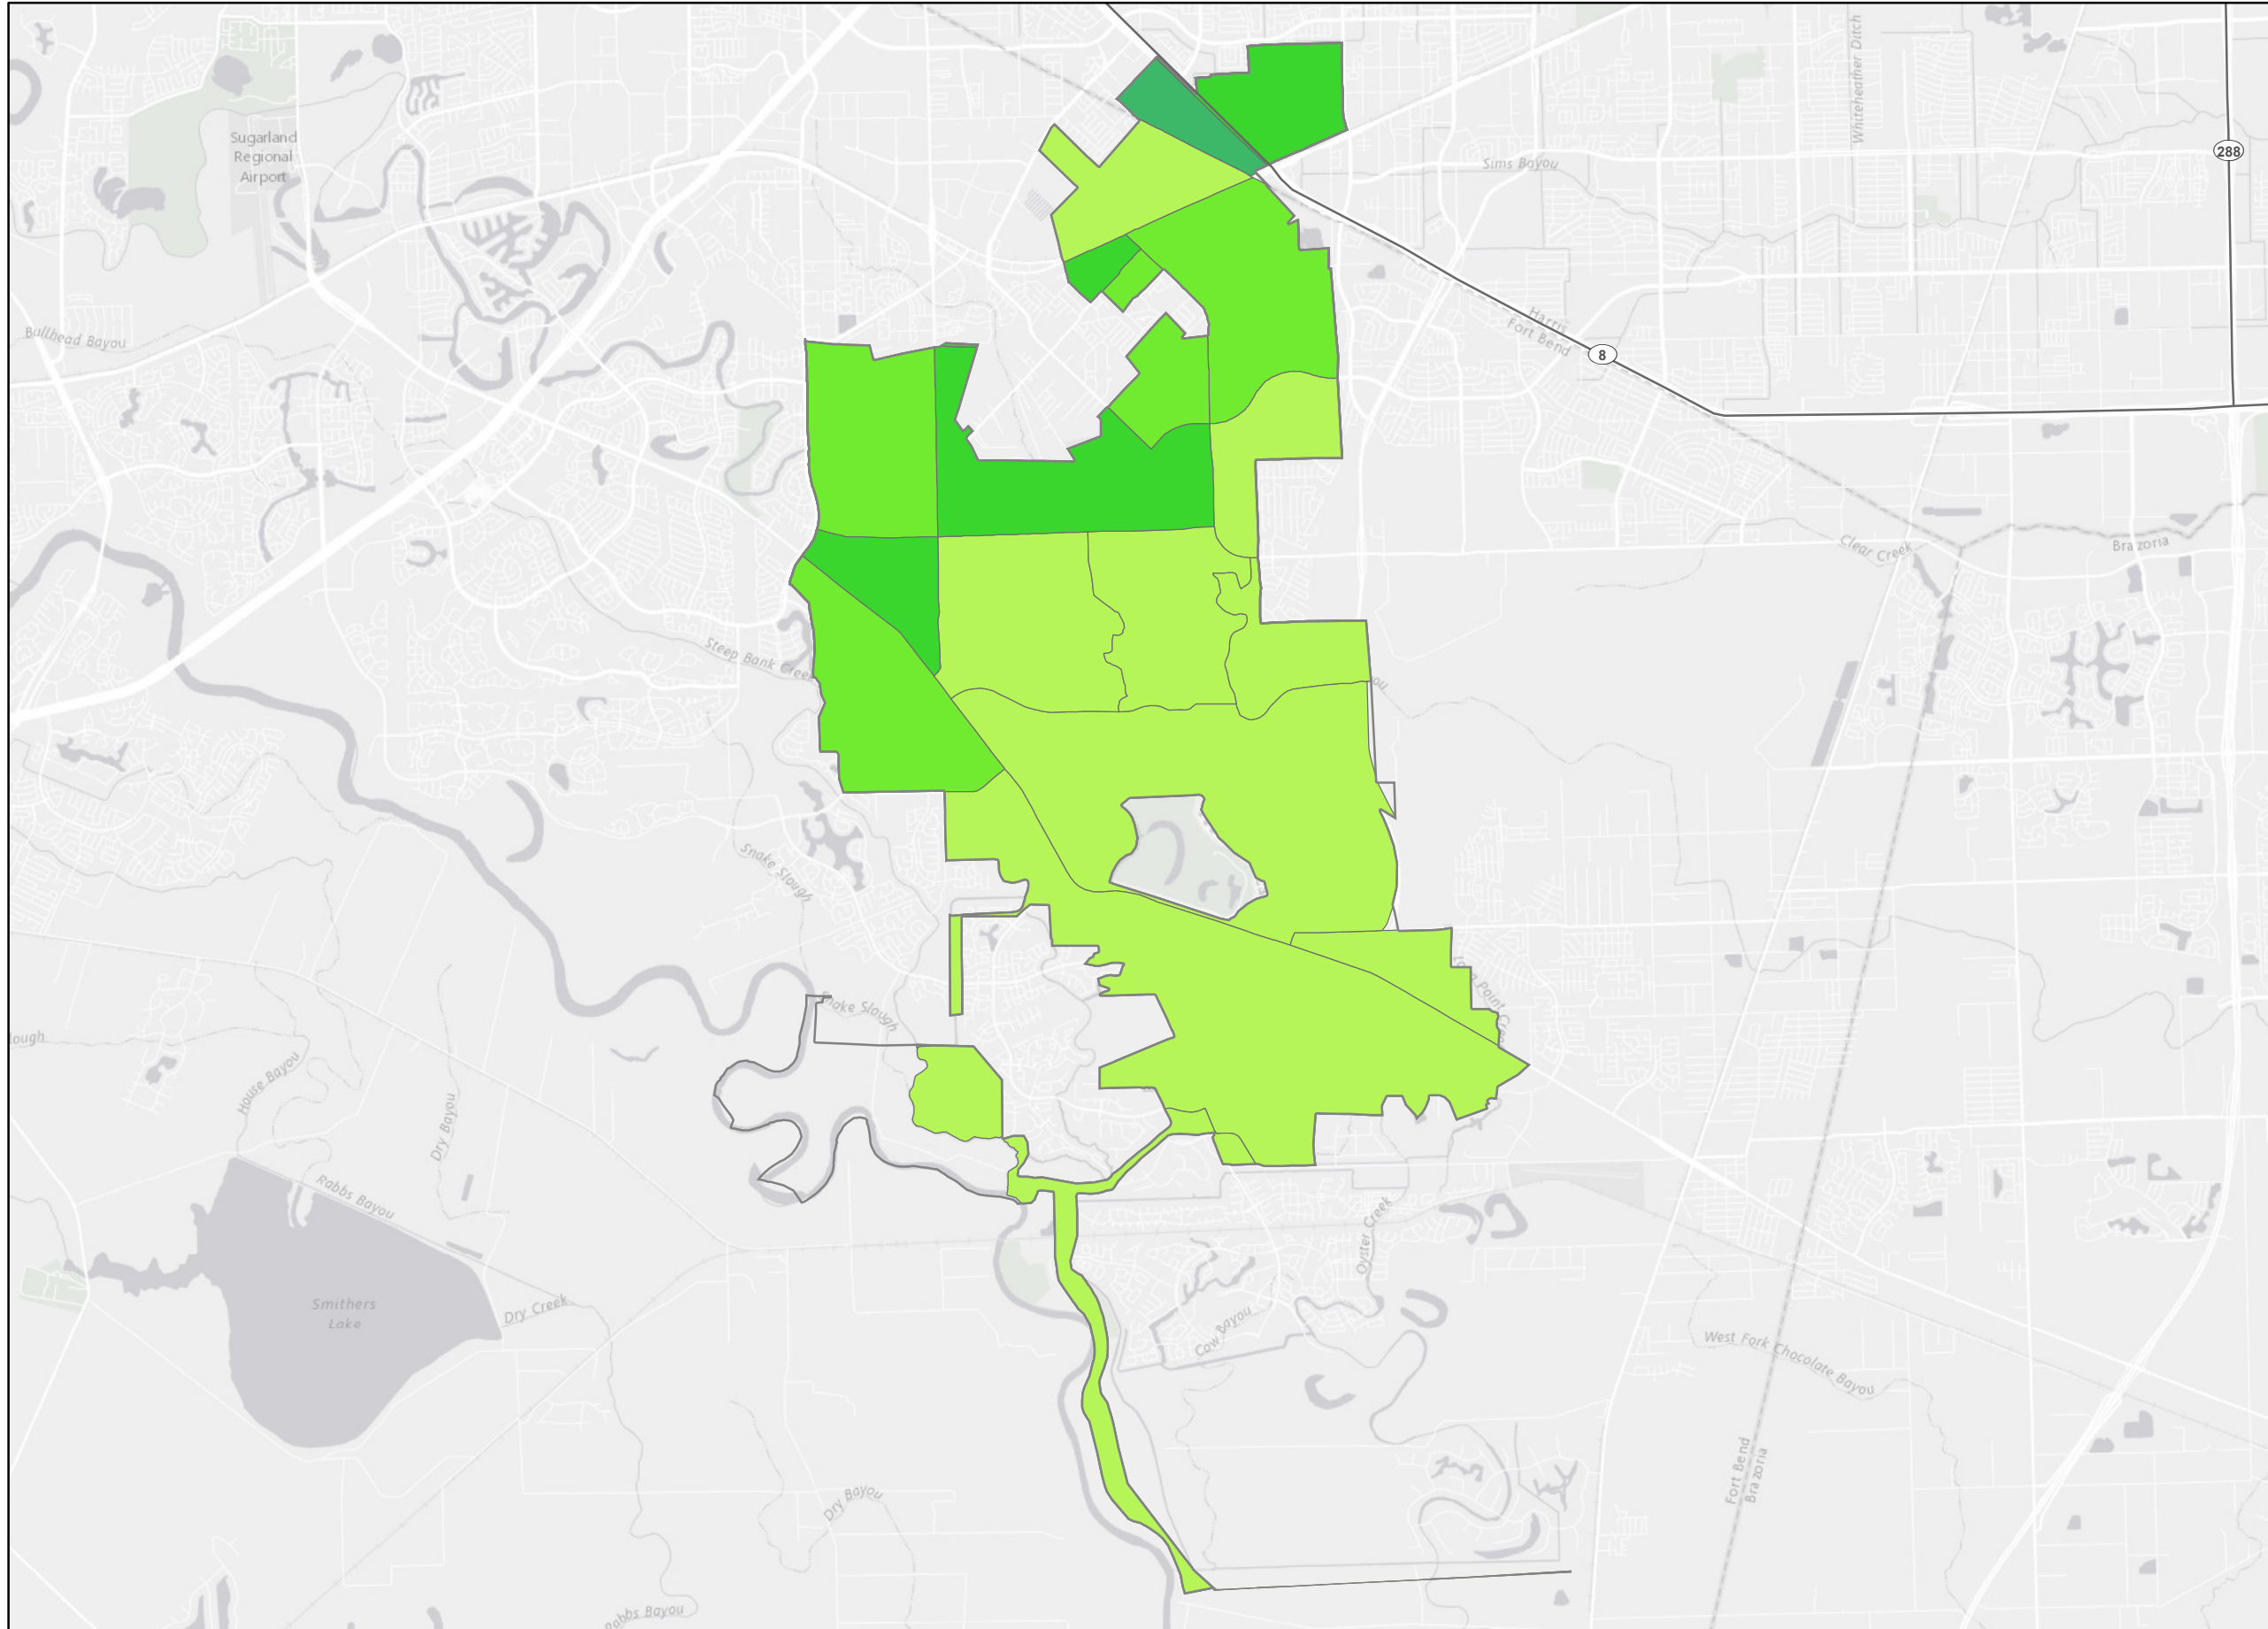 Whiteheather Ditch
Sugarland
Regional
Airport
288
Sims Bayou
Bullhead Bayou
Harris
Fort Bend
8
Clear Creek
Brazoria
Steep Bank Creek
Snake Slough
Snake Slough
House Bayou
Dry Bayou
Rabbs Bayou
Oyster Creek
Smithers
Lake
Dry Creek
Cow Bayou
West Fork Chocolate Bayou
Fort Bend
Brazoria
Dry Bayou
Rabbs Bayou